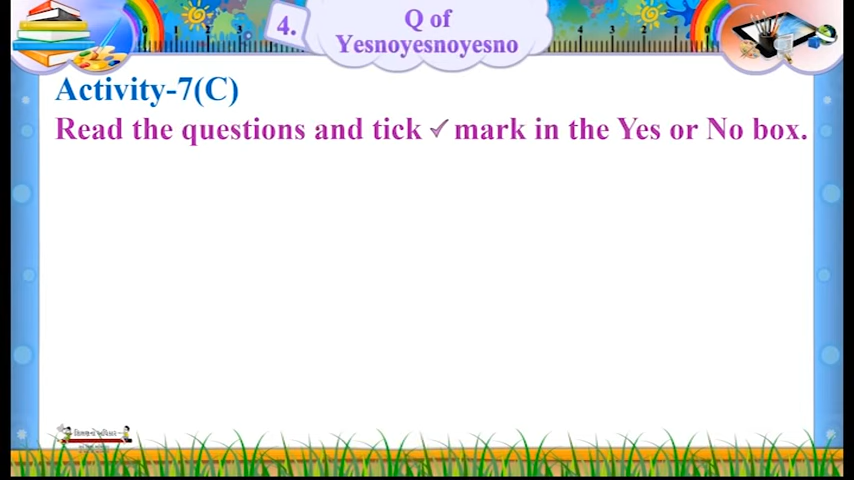 4.
Q of
Yesnoyesnoyesno
Activity-7(C)
Read the questions and tick ✓ mark in the Yes or No box.